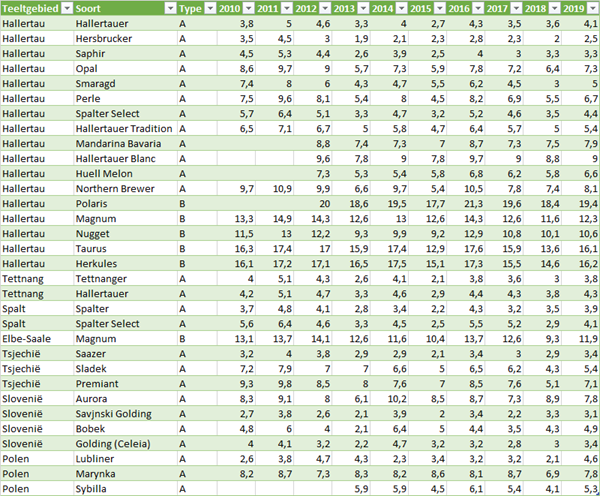 Teeltgebied Soort Type 2010 2011 2012 2013 2014 2015 2016 2017 2018 2019
Hallertau Hallertauer A 3,8 5 4,6 3,3 4 2,7 4,3 3,5 3,6 4,1
Hallertau Hersbrucker A 3,5 4,5 3 1,9 2,1 2,3 2,8 2,3 2 2,5
Hallertau Saphir A 4,5 5,3 4,4 2,6 3,9 2,5 4 3 3,3 3,3
Hallertau Opal A 8,6 9,7 9 5,7 7,3 5,9 7,8 7,2 6,4 7,3
Hallertau Smaragd A 7,4 8 6 4,3 4,7 5,5 6,2 4,5 3 5
Hallertau Perle A 7,5 9,6 8,1 5,4 8 4,5 8,2 6,9 5,5 6,7
Hallertau Spalter Select A 5,7 6,4 5,1 3,3 4,7 3,2 5,2 4,6 3,5 4,4
Hallertau Hallertauer Tradition A 6,5 7,1 6,7 5 5,8 4,7 6,4 5,7 5 5,4
Hallertau Mandarina Bavaria A 8,8 7,4 7,3 7 8,7 7,3 7,5 7,9
Hallertau Hallertauer Blanc A 9,6 7,8 9 7,8 9,7 9 8,8 9
Hallertau Huell Melon A 7,3 5,3 5,4 5,8 6,8 6,2 5,8 6,6
Hallertau Northern Brewer A 9,7 10,9 9,9 6,6 9,7 5,4 10,5 7,8 7,4 8,1
Hallertau Polaris B 20 18,6 19,5 17,7 21,3 19,6 18,4 19,4
Hallertau Magnum B 13,3 14,9 14,3 12,6 13 12,6 14,3 12,6 11,6 12,3
Hallertau Nugget B 11,5 13 12,2 9,3 9,9 9,2 12,9 10,8 10,1 10,6
Hallertau Taurus B 16,3 17,4 17 15,9 17,4 12,9 17,6 15,9 13,6 16,1
Hallertau Herkules B 16,1 17,2 17,1 16,5 17,5 15,1 17,3 15,5 14,6 16,2
Tettnang Tettnanger A 4 5,1 4,3 2,6 4,1 2,1 3,8 3,6 3 3,8
Tettnang Hallertauer A 4,2 5,1 4,7 3,3 4,6 2,9 4,4 4,3 3,8 4,3
Spalt Spalter A 3,7 4,8 4,1 2,8 3,4 2,2 4,3 3,2 3,5 3,9
Spalt Spalter Select A 5,6 6,4 4,6 3,3 4,5 2,5 5,5 5,2 2,9 4,1
Elbe-Saale Magnum B 13,1 13,7 14,1 12,6 11,6 10,4 13,7 12,6 9,3 11,9
Tsjechië Saazer A 3,2 4 3,8 2,9 2,9 2,1 3,4 3 2,9 3,4
Tsjechië Sladek A 7,2 7,9 7 7 6,6 5 6,5 6,2 4,3 5,4
Tsjechië Premiant A 9,3 9,8 8,5 8 7,6 7 8,5 7,6 5,1 7,1
Slovenië Aurora A 8,3 9,1 8 6,1 10,2 8,5 8,7 7,3 8,9 7,8
Slovenië Savjnski Golding A 2,7 3,8 2,6 2,1 3,9 2 3,4 2,2 3,3 3,1
Slovenië Bobek A 4,8 6 4 2,1 6,4 5 4,4 3,5 4,3 4,9
Slovenië Golding (Celeia) A 4 4,1 3,2 2,2 4,7 3,2 3,2 2,8 3 3,4
Polen Lubliner A 2,6 3,8 4,7 4,3 2,3 3,4 3,2 3,2 2,1 4,6
Polen Marynka A 8,2 8,7 7,3 8,3 8,2 8,6 8,1 8,7 6,9 7,8
Polen Sybilla A 5,9 5,9 4,5 6,1 5,4 4,1 5,3